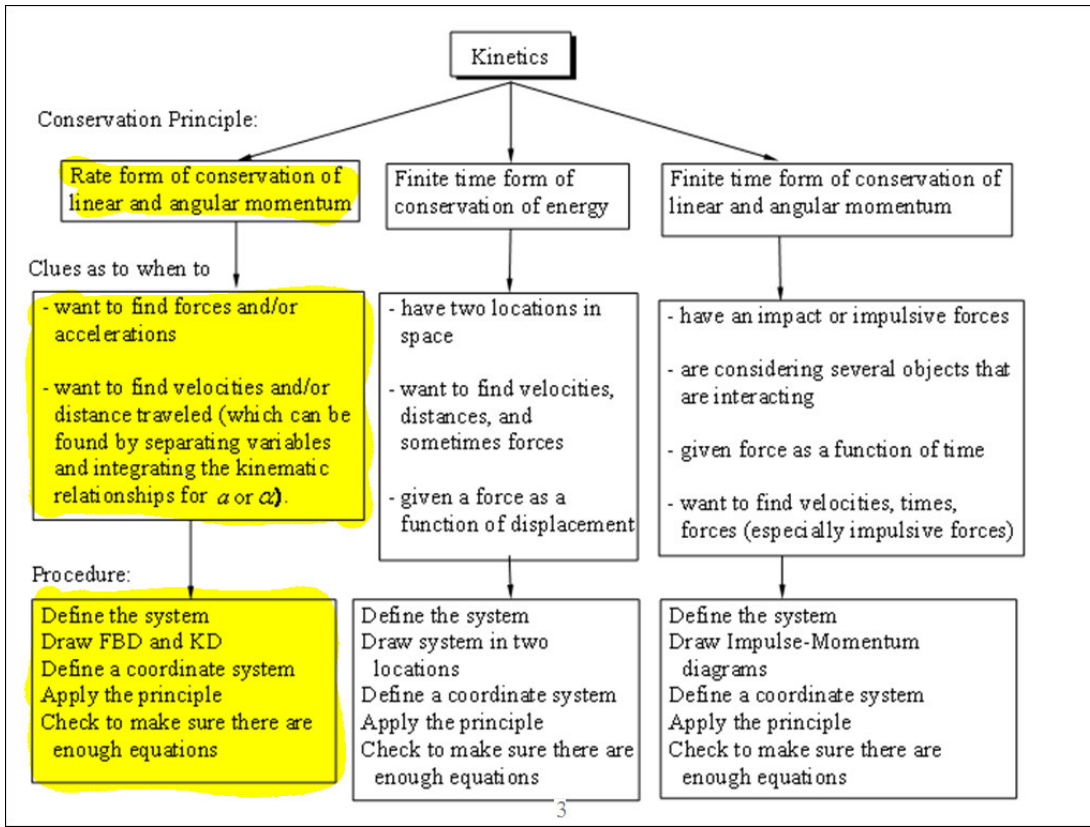 Kinetics
Conservation Principle:
Rate form of conservation of
linear and angular momentum
Finite time form of
conservation of energy
Finite time form of conservation of
linear and angular momentum
Clues as to when to
- want to find forces and/or
accelerations
- want to find velocities and/or
distance traveled (which can be
found by separating variables
and integrating the kinematic
relationships for a or α).
- have two locations in
space
- want to find velocities,
distances, and
sometimes forces
- given a force as a
function of displacement
- have an impact or impulsive forces
- are considering several objects that
are interacting
- given force as a function of time
- want to find velocities, times,
forces (especially impulsive forces)
Procedure:
Define the system
Draw FBD and KD
Define a coordinate system
Apply the principle
Check to make sure there are
enough equations
Define the system
Draw system in two
locations
Define a coordinate system
Apply the principle
Check to make sure there are
enough equations
Define the system
Draw Impulse-Momentum
diagrams
Define a coordinate system
Apply the principle
Check to make sure there are
enough equations
3